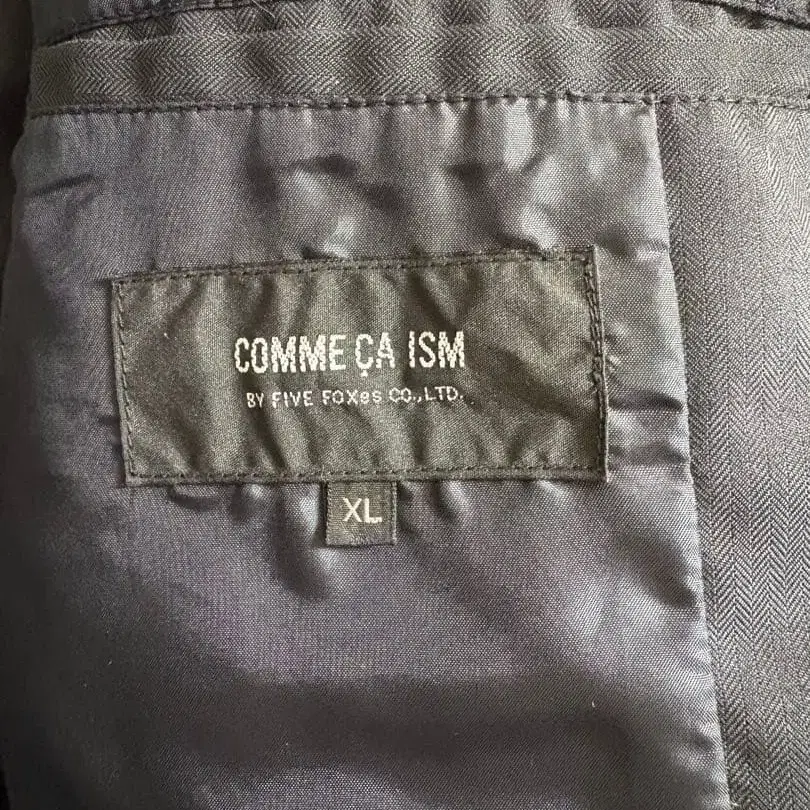 COMME ÇA ISM
BY FIVE FOXes CO.,LTD.
XL